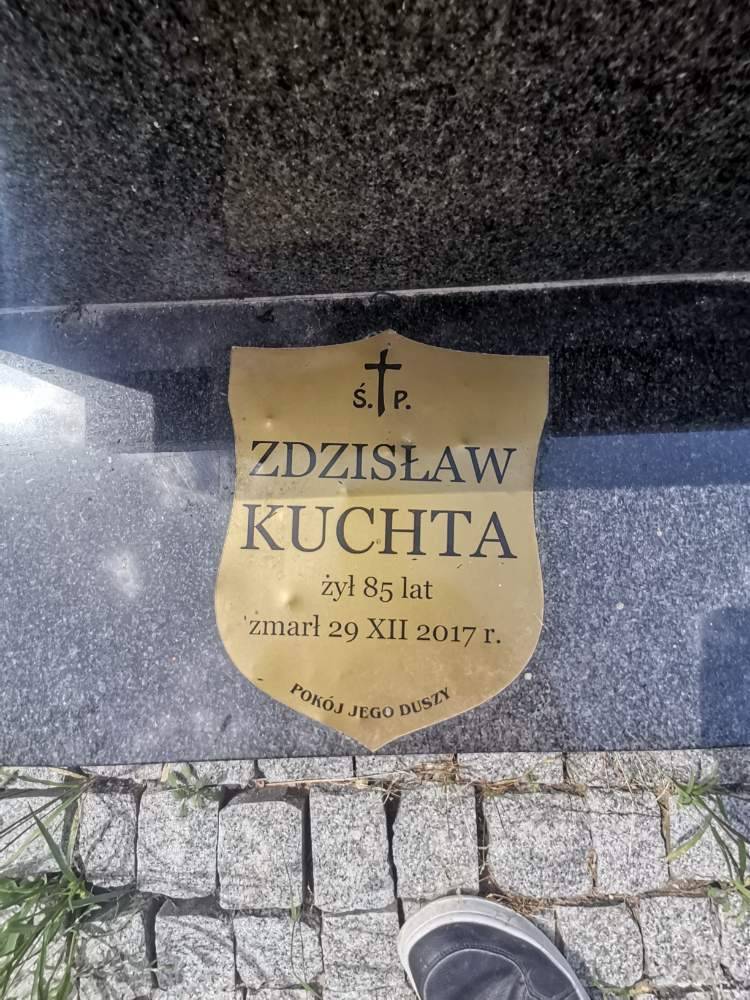 Ś. P.
ZDZISŁAW
KUCHTA
żył 85 lat
zmarł 29 XII 2017 r.
POKÓJ JEGO DUSZY